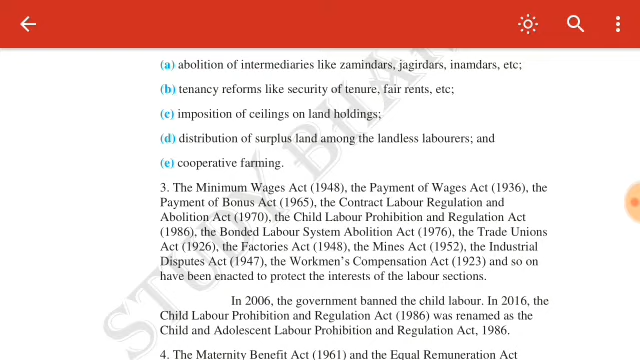 (a) abolition of intermediaries like zamindars, jagirdars, inamdars, etc;
(b) tenancy reforms like security of tenure, fair rents, etc;
(c) imposition of ceilings on land holdings;
(d) distribution of surplus land among the landless labourers; and
(e) cooperative farming.
3. The Minimum Wages Act (1948), the Payment of Wages Act (1936), the
Payment of Bonus Act (1965), the Contract Labour Regulation and
Abolition Act (1970), the Child Labour Prohibition and Regulation Act
(1986), the Bonded Labour System Abolition Act (1976), the Trade Unions
Act (1926), the Factories Act (1948), the Mines Act (1952), the Industrial
Disputes Act (1947), the Workmen’s Compensation Act (1923) and so on
have been enacted to protect the interests of the labour sections.
In 2006, the government banned the child labour. In 2016, the
Child Labour Prohibition and Regulation Act (1986) was renamed as the
Child and Adolescent Labour Prohibition and Regulation Act, 1986.
4. The Maternity Benefit Act (1961) and the Equal Remuneration Act
STUDY